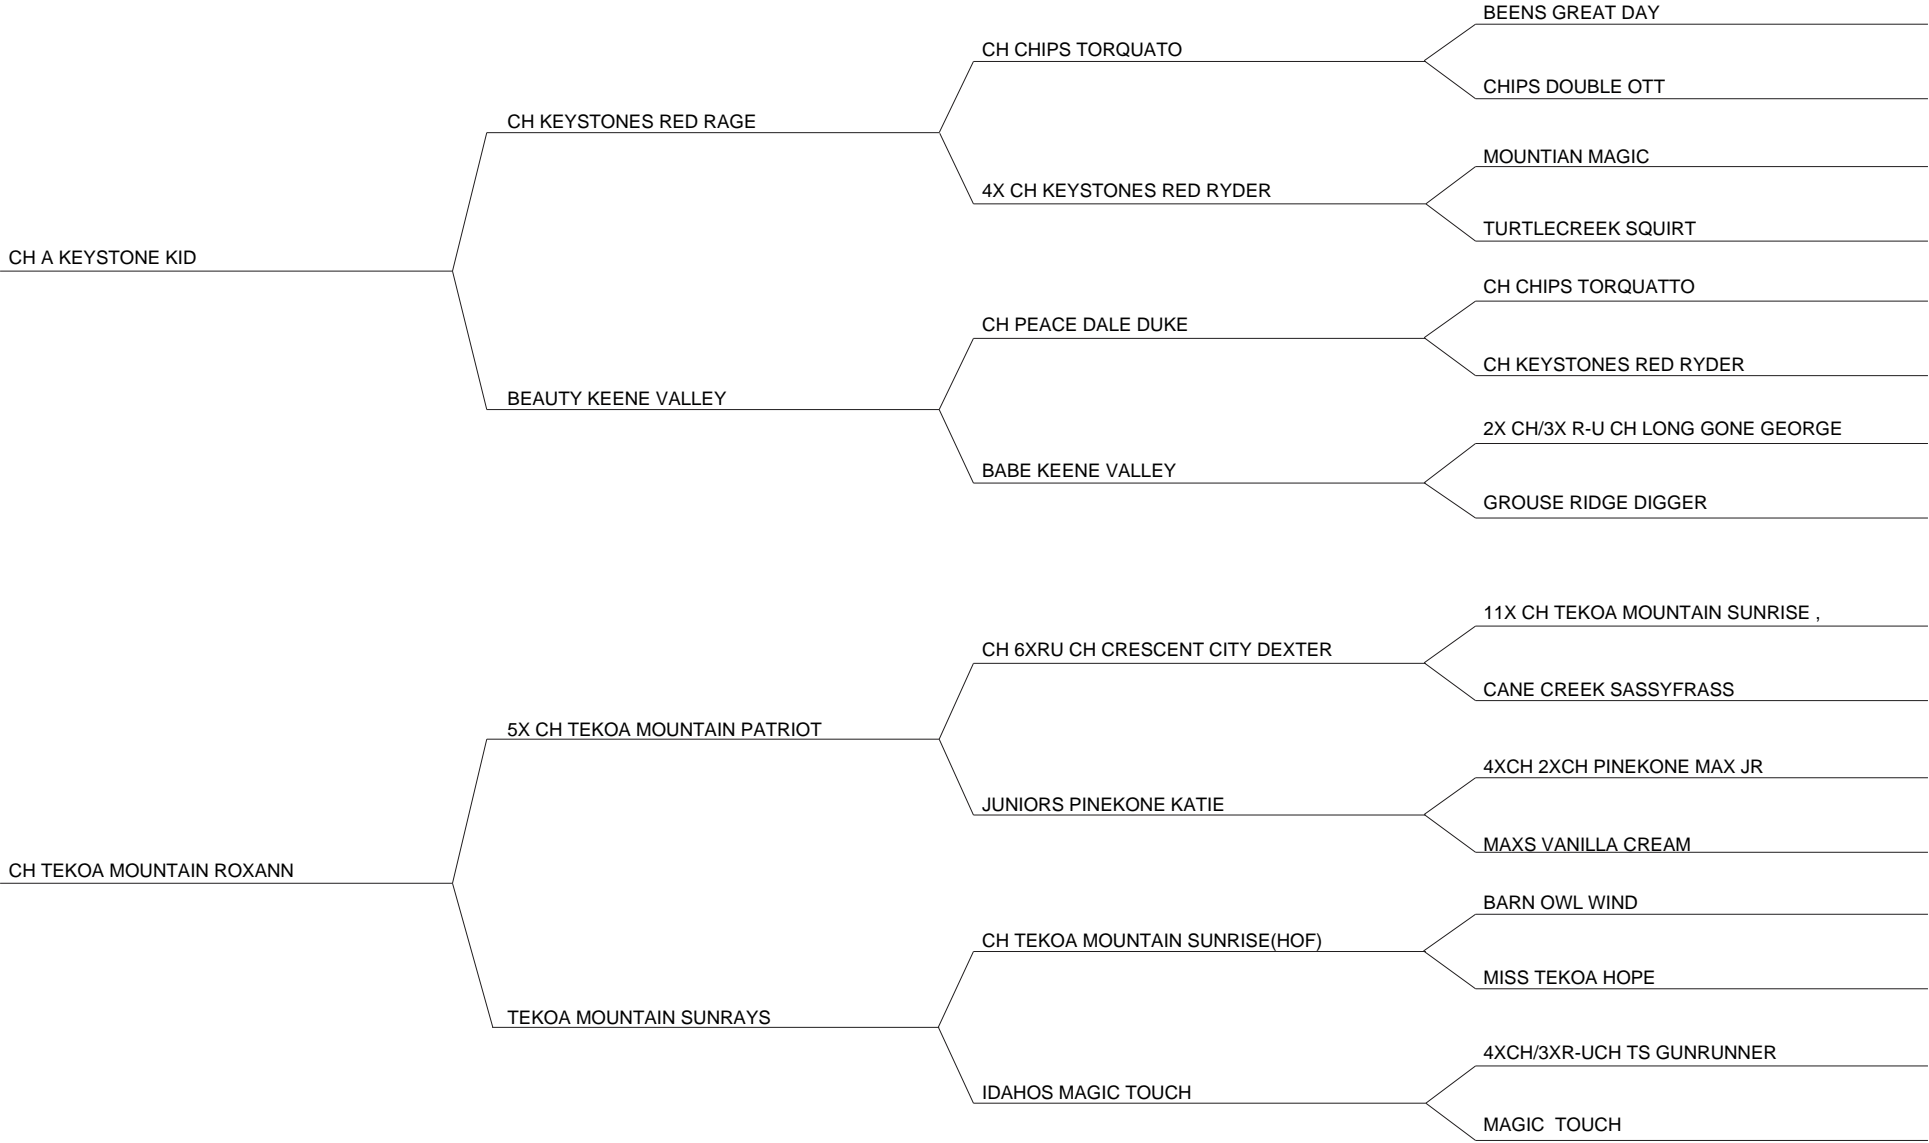 BEENS GREAT DAY
CH CHIPS TORQUATO
CHIPS DOUBLE OTT
CH KEYSTONES RED RAGE
MOUNTIAN MAGIC
4X CH KEYSTONES RED RYDER
TURTLECREEK SQUIRT
CH A KEYSTONE KID
CH CHIPS TORQUATTO
CH PEACE DALE DUKE
CH KEYSTONES RED RYDER
BEAUTY KEENE VALLEY
2X CH/3X R-U CH LONG GONE GEORGE
BABE KEENE VALLEY
GROUSE RIDGE DIGGER
11X CH TEKOA MOUNTAIN SUNRISE ,
CH 6XRU CH CRESCENT CITY DEXTER
CANE CREEK SASSYFRASS
5X CH TEKOA MOUNTAIN PATRIOT
4XCH 2XCH PINEKONE MAX JR
JUNIORS PINEKONE KATIE
MAXS VANILLA CREAM
CH TEKOA MOUNTAIN ROXANN
BARN OWL WIND
CH TEKOA MOUNTAIN SUNRISE(HOF)
MISS TEKOA HOPE
TEKOA MOUNTAIN SUNRAYS
4XCH/3XR-UCH TS GUNRUNNER
IDAHOS MAGIC TOUCH
MAGIC  TOUCH